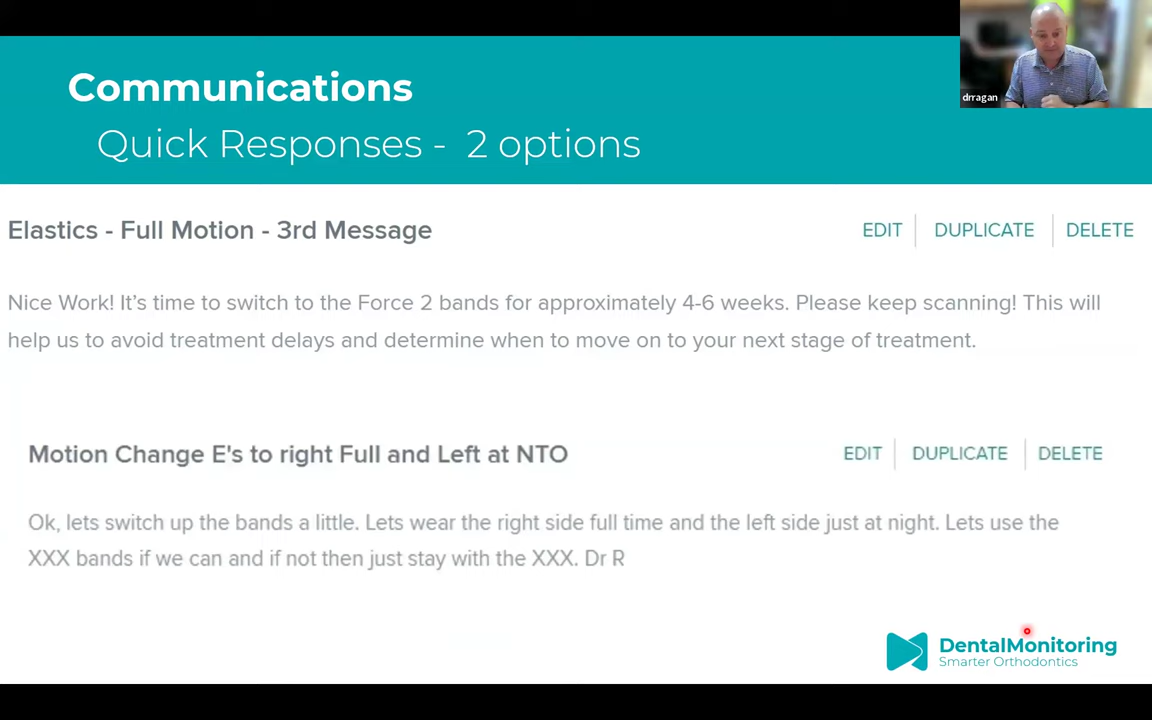 Communications
drragan
Quick Responses - 2 options
Elastics - Full Motion - 3rd Message
EDIT
DUPLICATE
DELETE
Nice Work! It's time to switch to the Force 2 bands for approximately 4-6 weeks. Please keep scanning! This will
help us to avoid treatment delays and determine when to move on to your next stage of treatment.
Motion Change E's to right Full and Left at NTO
EDIT
DUPLICATE
DELETE
Ok, lets switch up the bands a little. Lets wear the right side full time and the left side just at night. Lets use the
XXX bands if we can and if not then just stay with the XXX. Dr R
DentalMonitoring
Smarter Orthodontics